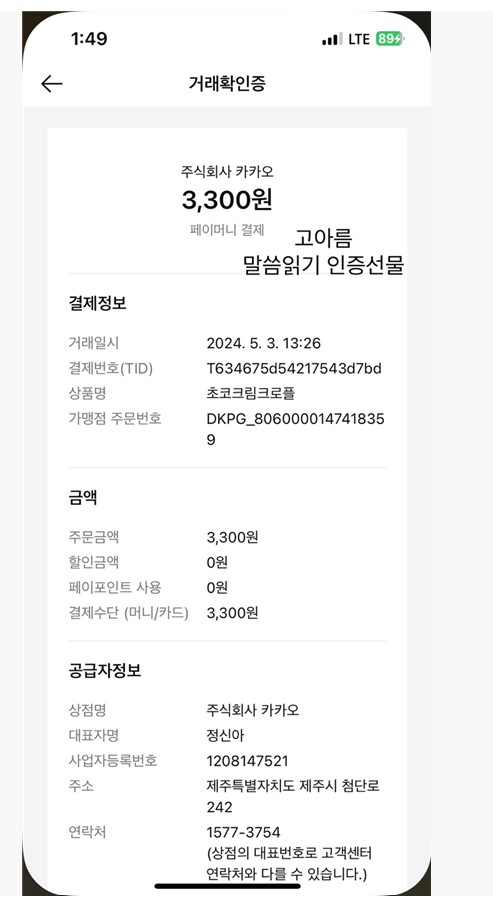 1:49
LTE 89
거래확인증
주식회사 카카오
3,300원
페이머니 결제
고아름
말씀읽기 인증선물
결제정보
거래일시 2024. 5. 3. 13:26
결제번호(TID) T634675d54217543d7bd
상품명 초코크림크로플
가맹점 주문번호 DKPG_806000014741835
9
금액
주문금액 3,300원
할인금액 0원
페이포인트 사용 0원
결제수단 (머니/카드) 3,300원
공급자정보
상점명 주식회사 카카오
대표자명 정신아
사업자등록번호 1208147521
주소 제주특별자치도 제주시 첨단로
242
연락처 1577-3754
(상점의 대표번호로 고객센터
연락처와 다를 수 있습니다.)